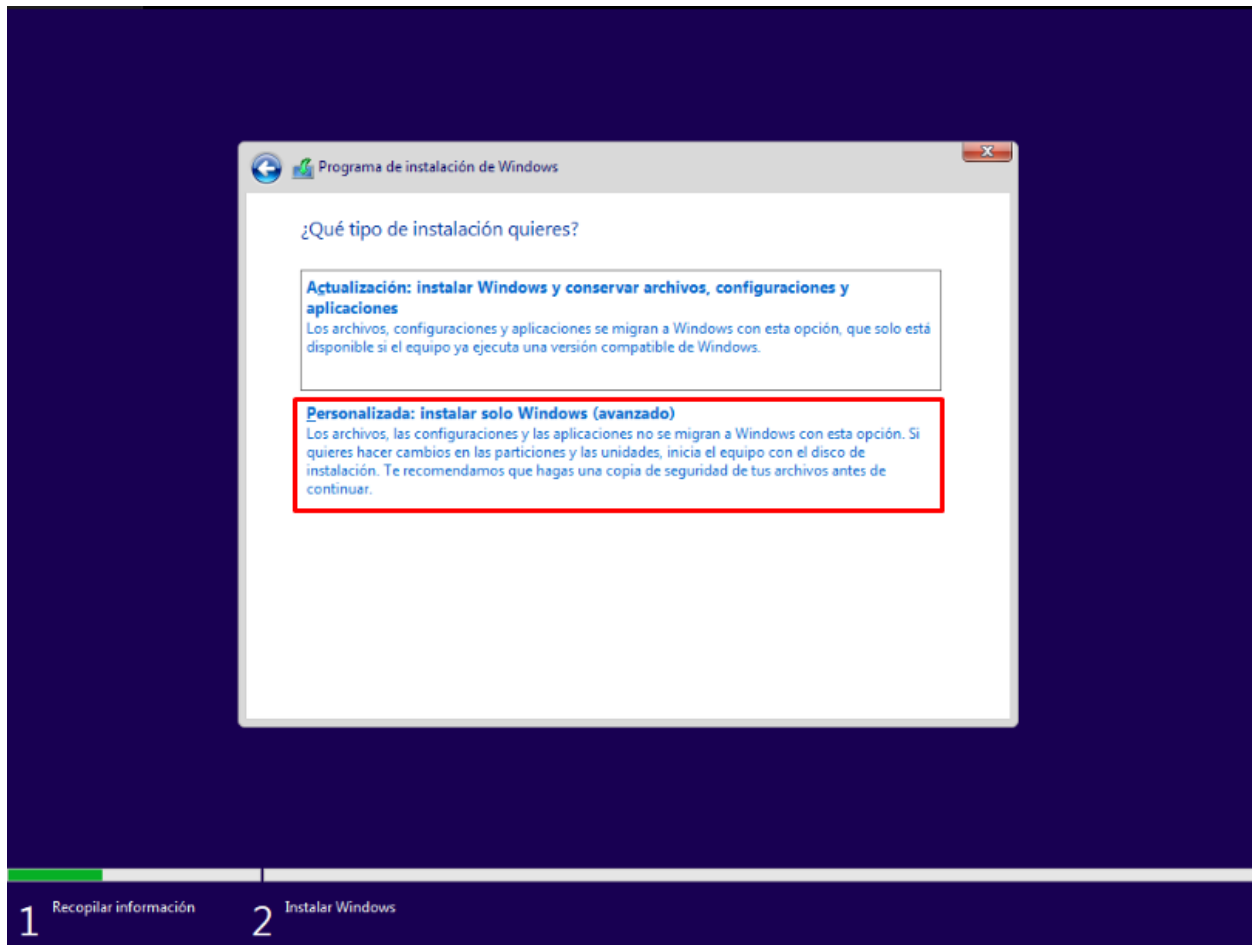 Programa de instalación de Windows
¿Qué tipo de instalación quieres?
Actualización: instalar Windows y conservar archivos, configuraciones y
aplicaciones
Los archivos, configuraciones y aplicaciones se migran a Windows con esta opción, que solo está
disponible si el equipo ya ejecuta una versión compatible de Windows.
Personalizada: instalar solo Windows (avanzado)
Los archivos, las configuraciones y las aplicaciones no se migran a Windows con esta opción. Si
quieres hacer cambios en las particiones y las unidades, inicia el equipo con el disco de
instalación. Te recomendamos que hagas una copia de seguridad de tus archivos antes de
continuar.
1 Recopilar información
2 Instalar Windows